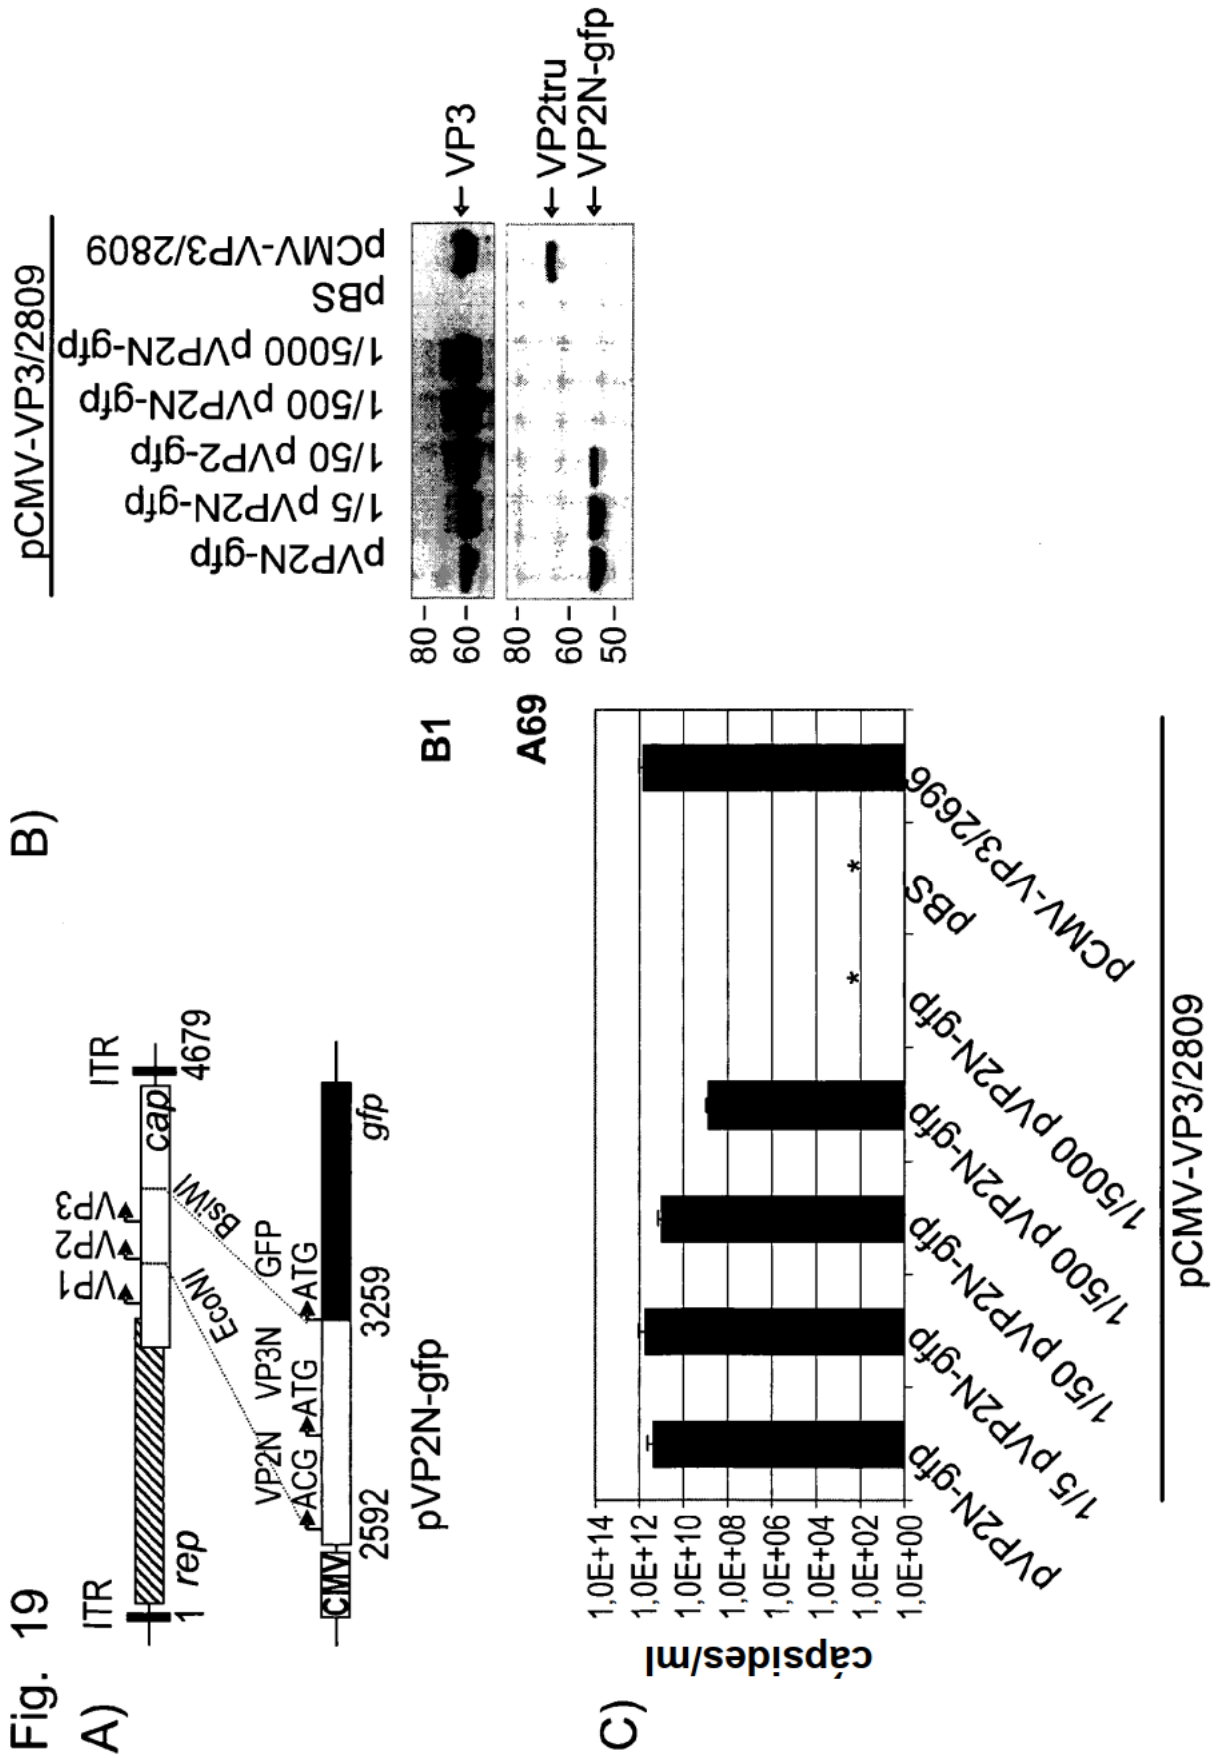 Fig. 19
A)
ITR
VP1
VP2
VP3
ITR
1
rep
cap
4679
EcoNI
BsiWI
VP2N
VP3N
GFP
ACG
ATG
ATG
CMV
2592
3259
gfp
pVP2N-gfp
B)
pCMV-VP3/2809
pVP2N-gfp
1/5 pVP2N-gfp
1/50 pVP2-gfp
1/500 pVP2N-gfp
1/5000 pVP2N-gfp
pBS
pCMV-VP3/2809
B1
80-
60-
VP3
A69
80-
60-
50-
VP2tru
VP2N-gfp
C)
cápsides/ml
1,0E+14
1,0E+12
1,0E+10
1,0E+08
1,0E+06
1,0E+04
1,0E+02
1,0E+00
*
*
pVP2N-gfp
1/5 pVP2N-gfp
1/50 pVP2N-gfp
1/500 pVP2N-gfp
1/5000 pVP2N-gfp
pBS
pCMV-VP3/2696
pCMV-VP3/2809